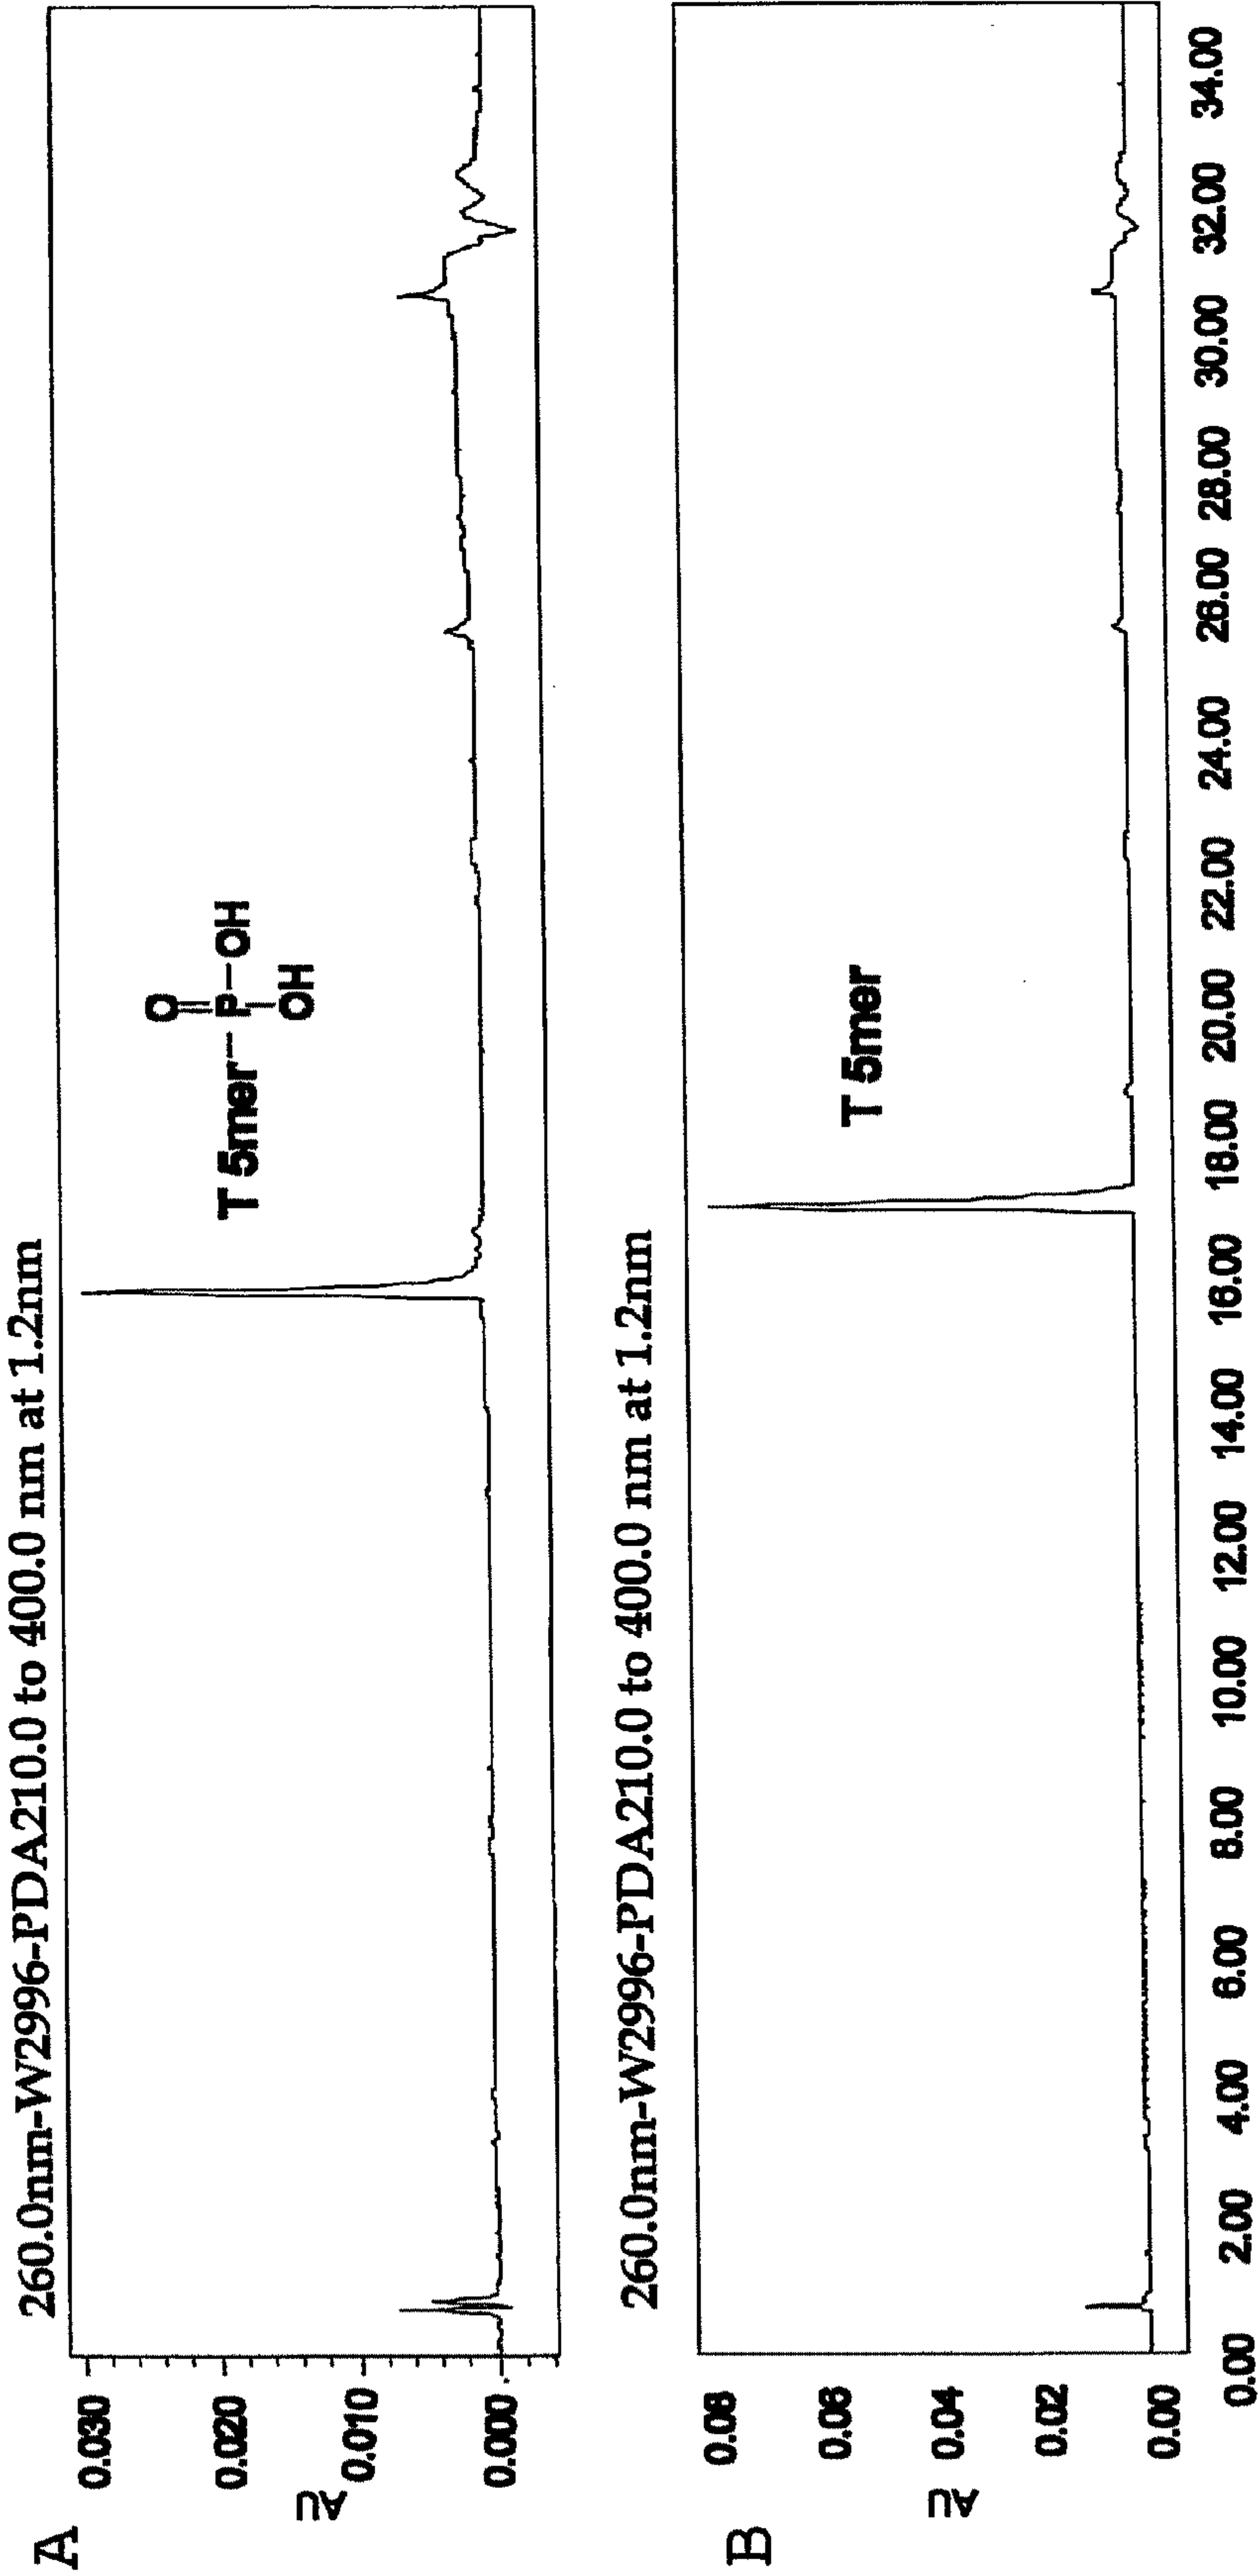 A
260.0nm-W2996-PDA210.0 to 400.0 nm at 1.2nm
AU
0.030
0.020
0.010
0.000
O
T 5mer--P-OH
OH
B
260.0nm-W2996-PDA210.0 to 400.0 nm at 1.2nm
AU
0.08
0.06
0.04
0.02
0.00
T 5mer
0.00 2.00 4.00 6.00 8.00 10.00 12.00 14.00 16.00 18.00 20.00 22.00 24.00 26.00 28.00 30.00 32.00 34.00